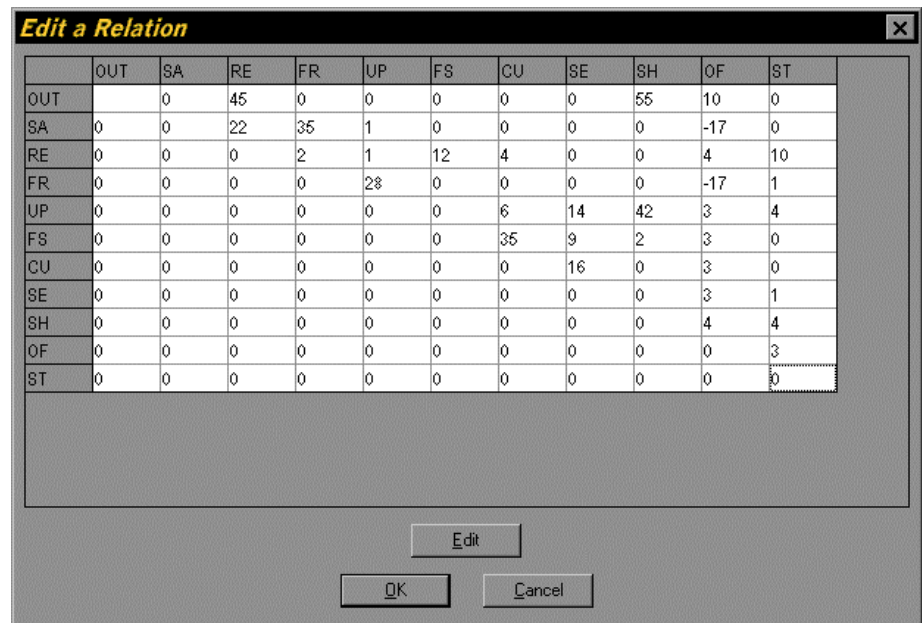 Edit a Relation
OUT SA RE FR UP FS CU SE SH OF ST
OUT 0 45 0 0 0 0 0 55 10 0
SA 0 0 22 35 1 0 0 0 0 -17 0
RE 0 0 0 2 1 12 4 0 0 4 10
FR 0 0 0 0 28 0 0 0 0 -17 1
UP 0 0 0 0 0 0 6 14 42 3 4
FS 0 0 0 0 0 0 35 9 2 3 0
CU 0 0 0 0 0 0 0 16 0 3 0
SE 0 0 0 0 0 0 0 0 0 3 1
SH 0 0 0 0 0 0 0 0 0 4 4
OF 0 0 0 0 0 0 0 0 0 0 3
ST 0 0 0 0 0 0 0 0 0 0 0
Edit
OK Cancel